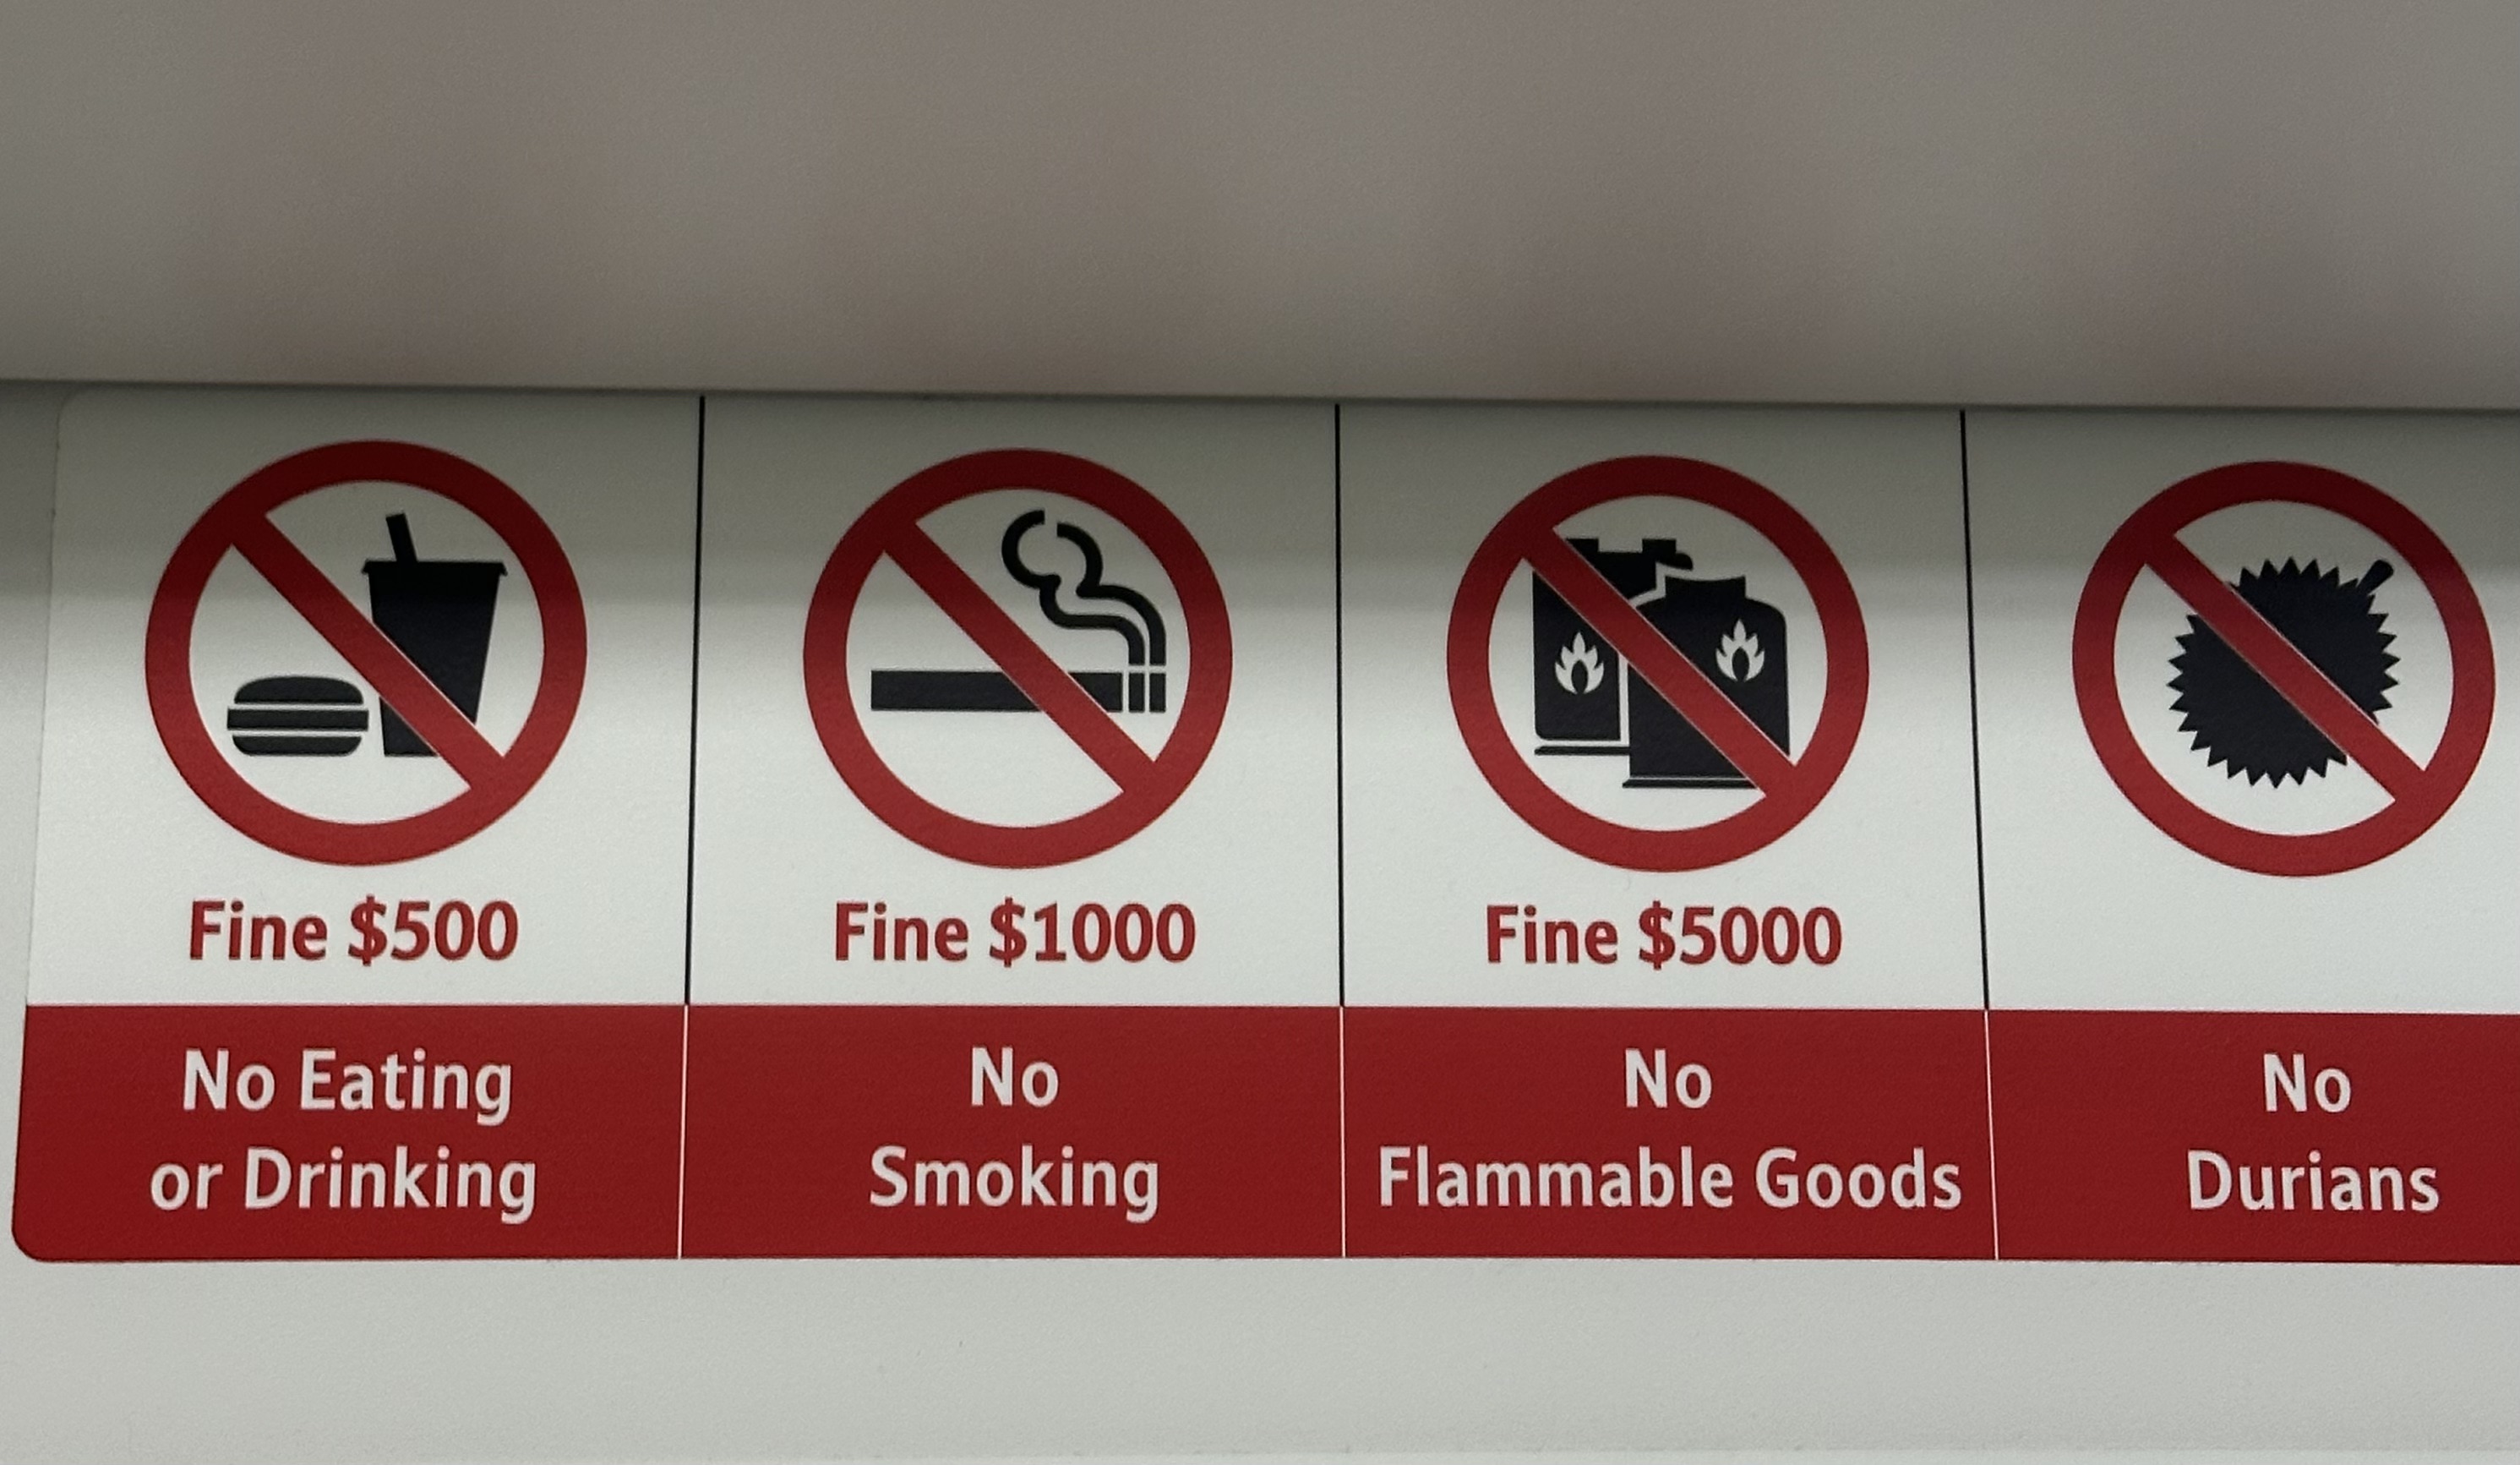 Fine $500
No Eating
or Drinking
Fine $1000
No
Smoking
Fine $5000
No
Flammable Goods
No
Durians